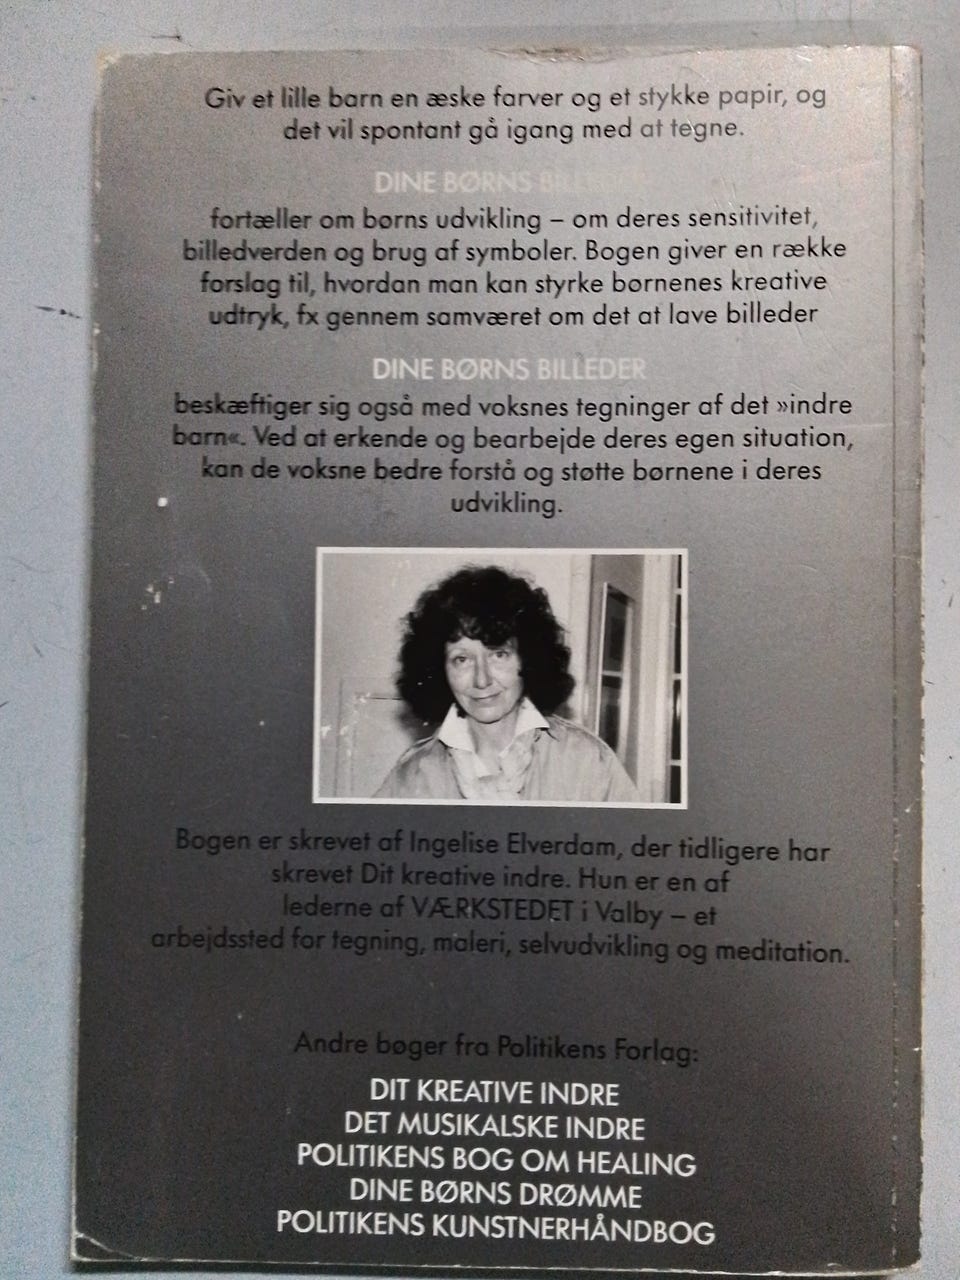 Giv et lille barn en æske farver og et stykke papir, og
det vil spontant gå igang med at tegne.
DINE BØRNS BILLEDER
fortæller om børns udvikling – om deres sensitivitet,
billedverden og brug af symboler. Bogen giver en række
forslag til, hvordan man kan styrke børnenes kreative
udtryk, fx gennem samværet om det at lave billeder
DINE BØRNS BILLEDER
beskæftiger sig også med voksnes tegninger af det »indre
barn«. Ved at erkende og bearbejde deres egen situation,
kan de voksne bedre forstå og støtte børnene i deres
udvikling.
Bogen er skrevet af Ingelise Elverdam, der tidligere har
skrevet Dit kreative indre. Hun er en af
lederne af VÆRKSTEDET i Valby – et
arbejdssted for tegning, maleri, selvudvikling og meditation.
Andre bøger fra Politikens Forlag:
DIT KREATIVE INDRE
DET MUSIKALSKE INDRE
POLITIKENS BOG OM HEALING
DINE BØRNS DRØMME
POLITIKENS KUNSTNERHÅNDBOG